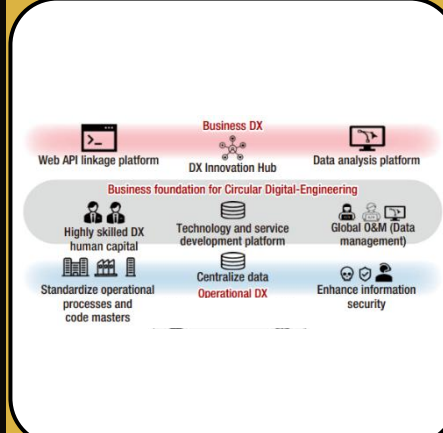 Business DX
Web API linkage platform
DX Innovation Hub
Data analysis platform
Business foundation for Circular Digital-Engineering
Highly skilled DX
human capital
Technology and service
development platform
Global O&M (Data
management)
Standardize operational
processes and
code masters
Centralize data
Operational DX
Enhance information
security